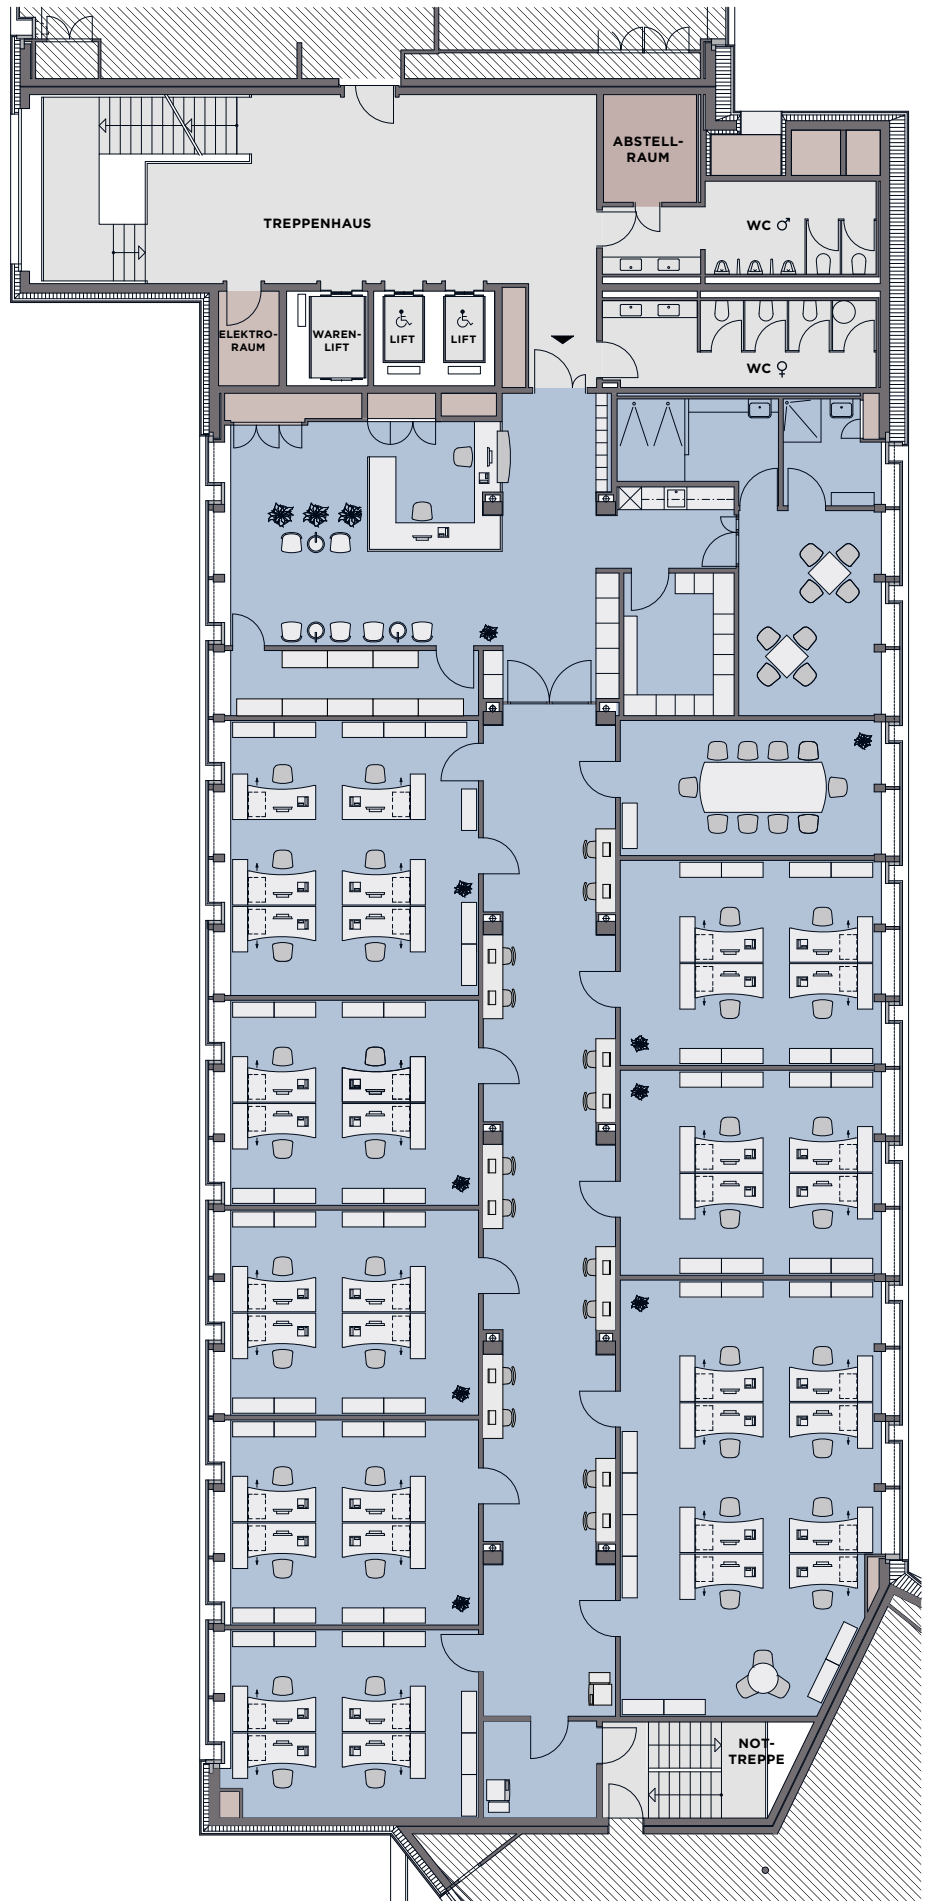 ABSTELL-
RAUM
TREPPENHAUS
WC ♂
ELEKTRO-
RAUM
WAREN-
LIFT
LIFT
LIFT
WC ♀
NOT-
TREPPE